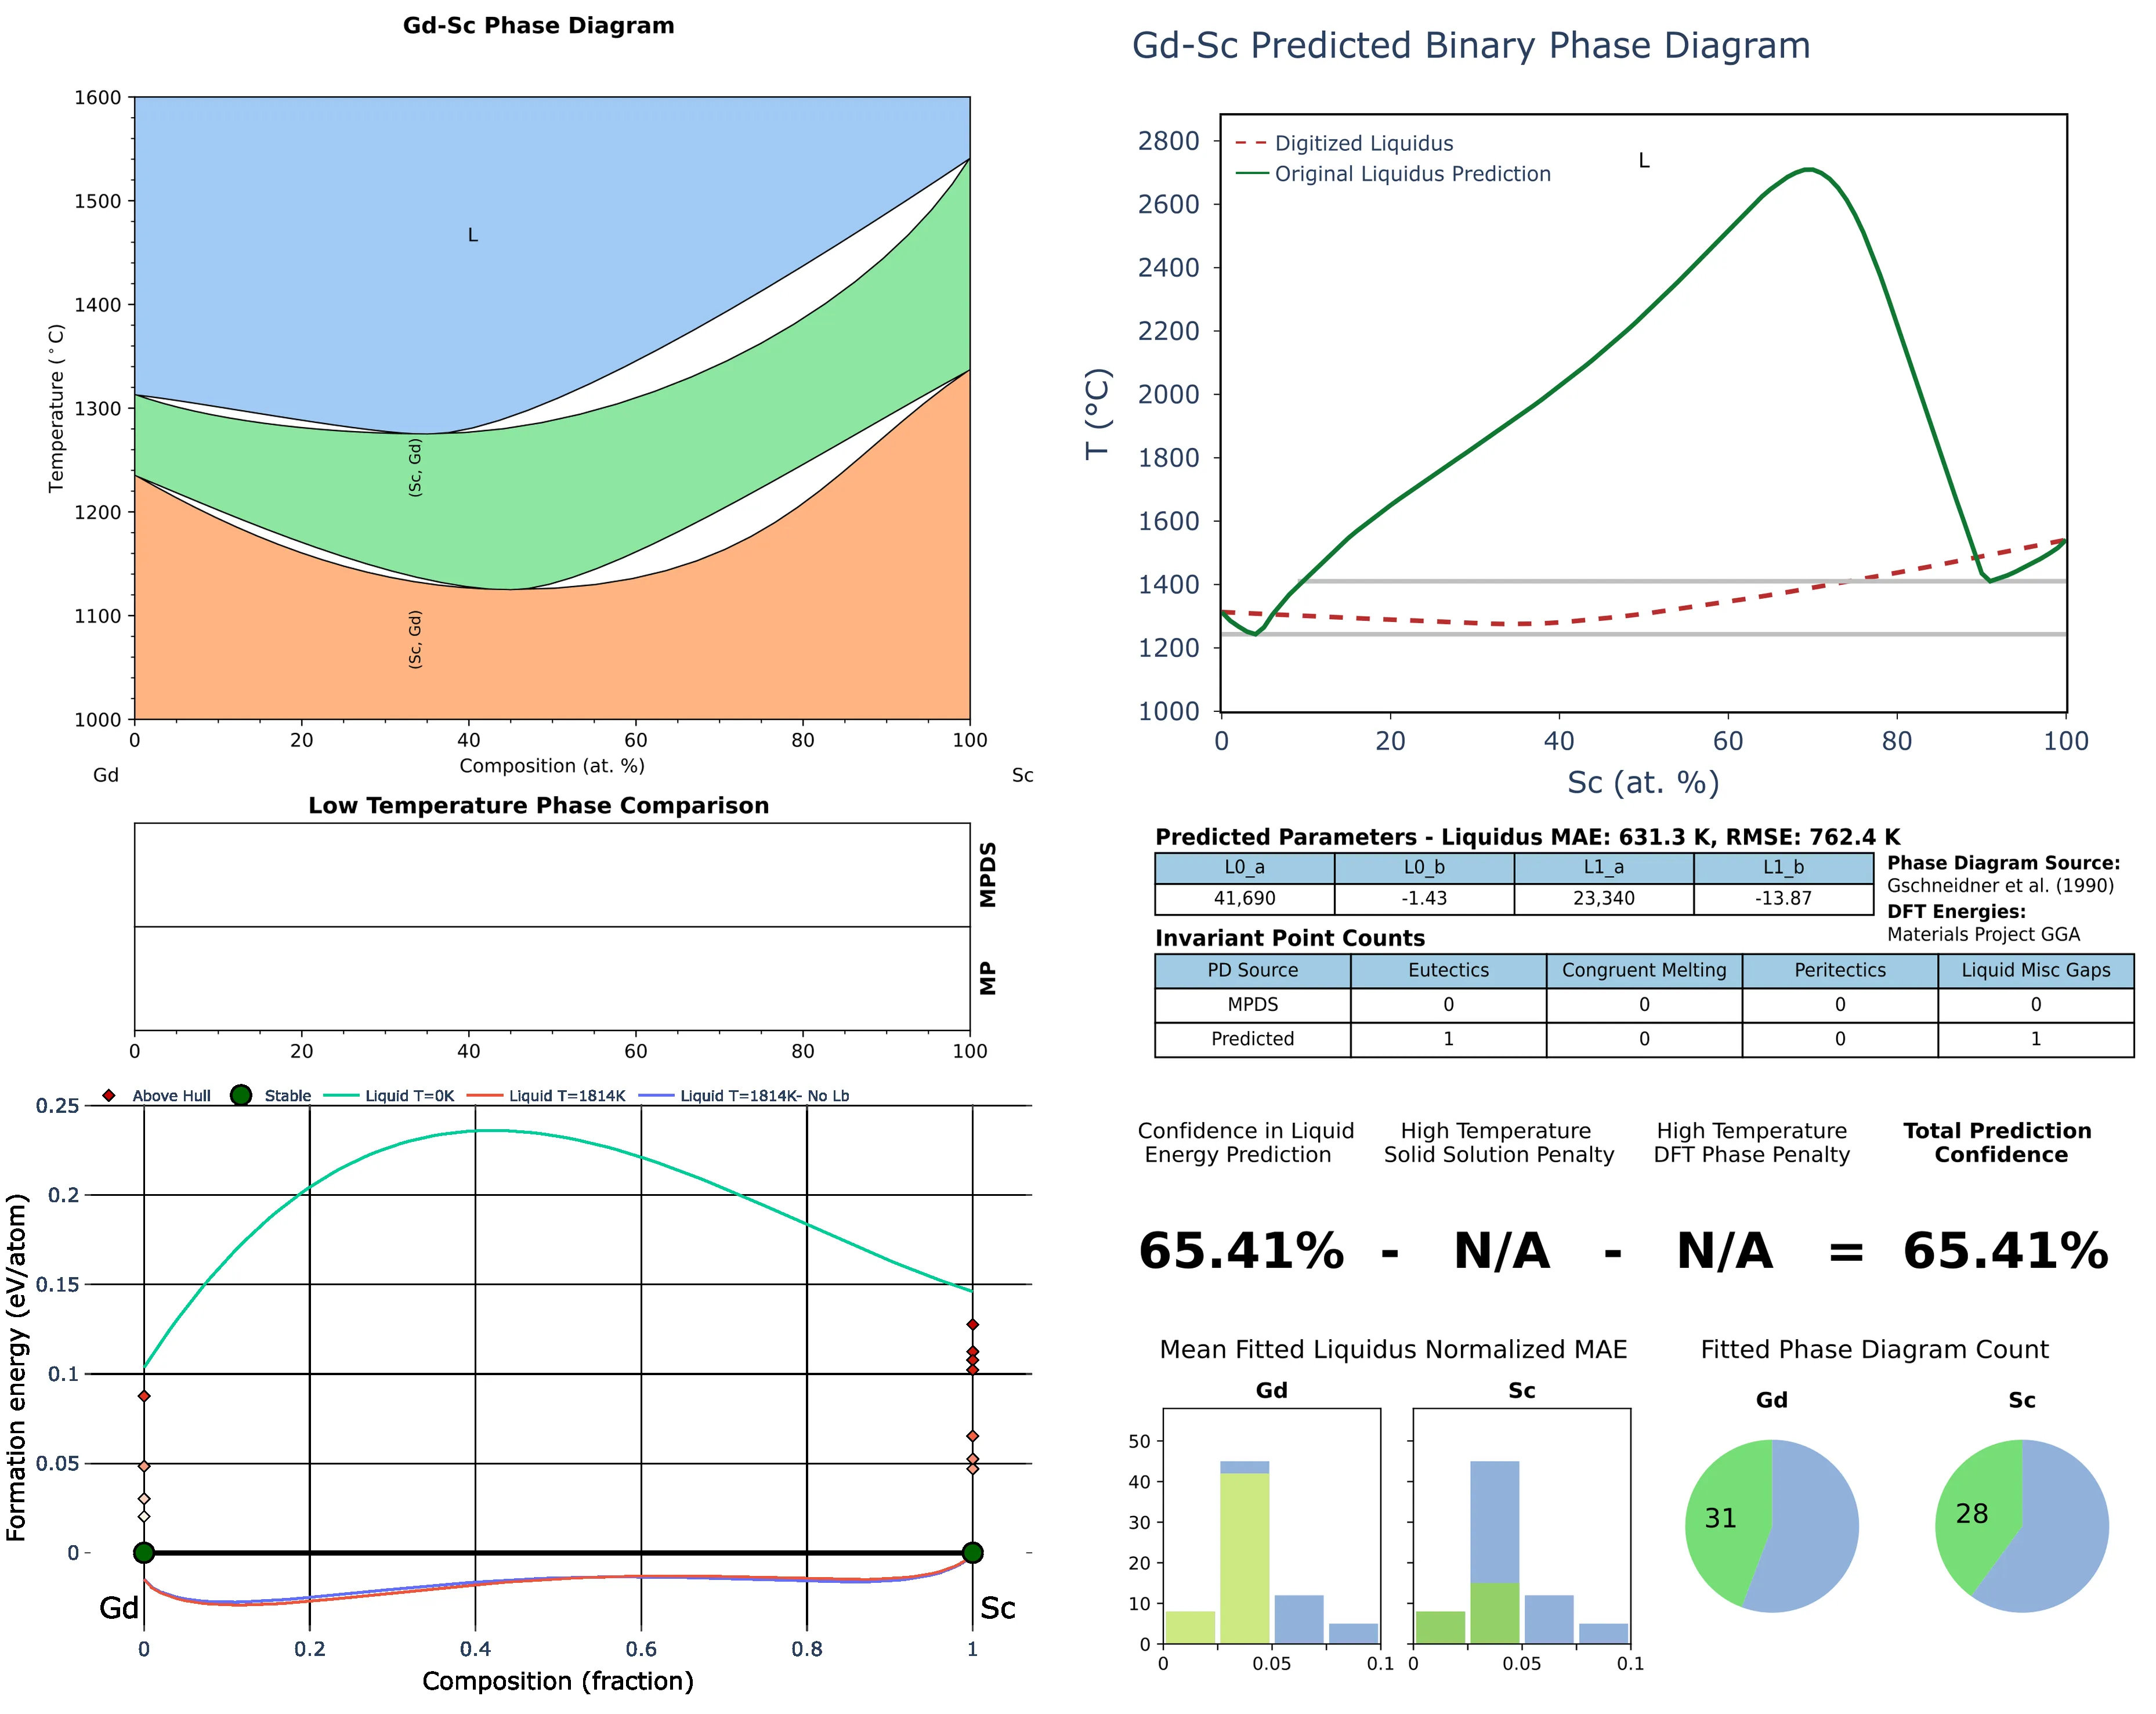 Gd-Sc Phase Diagram
1600
1500
1400
1300
1200
1100
1000
Temperature (°C)
L
(Sc, Gd)
(Sc, Gd)
0 20 40 60 80 100
Gd Composition (at. %) Sc
Low Temperature Phase Comparison
MPDS
MP
0 20 40 60 80 100
Above Hull Stable Liquid T=0K Liquid T=1814K Liquid T=1814K- No Lb
0.25
0.2
0.15
0.1
0.05
0
Formation energy (eV/atom)
Gd Sc
0 0.2 0.4 0.6 0.8 1
Composition (fraction)
Gd-Sc Predicted Binary Phase Diagram
Digitized Liquidus
Original Liquidus Prediction
L
2800
2600
2400
2200
2000
1800
1600
1400
1200
1000
T (°C)
0 20 40 60 80 100
Sc (at. %)
Predicted Parameters - Liquidus MAE: 631.3 K, RMSE: 762.4 K
L0_a L0_b L1_a L1_b
41,690 -1.43 23,340 -13.87
Phase Diagram Source:
Gschneidner et al. (1990)
DFT Energies:
Materials Project GGA
Invariant Point Counts
PD Source Eutectics Congruent Melting Peritectics Liquid Misc Gaps
MPDS 0 0 0 0
Predicted 1 0 0 1
Confidence in Liquid
Energy Prediction
High Temperature
Solid Solution Penalty
High Temperature
DFT Phase Penalty
Total Prediction
Confidence
65.41% - N/A - N/A = 65.41%
Mean Fitted Liquidus Normalized MAE
Gd Sc
50
40
30
20
10
0
0 0.05 0.1 0 0.05 0.1
Fitted Phase Diagram Count
Gd Sc
31 28